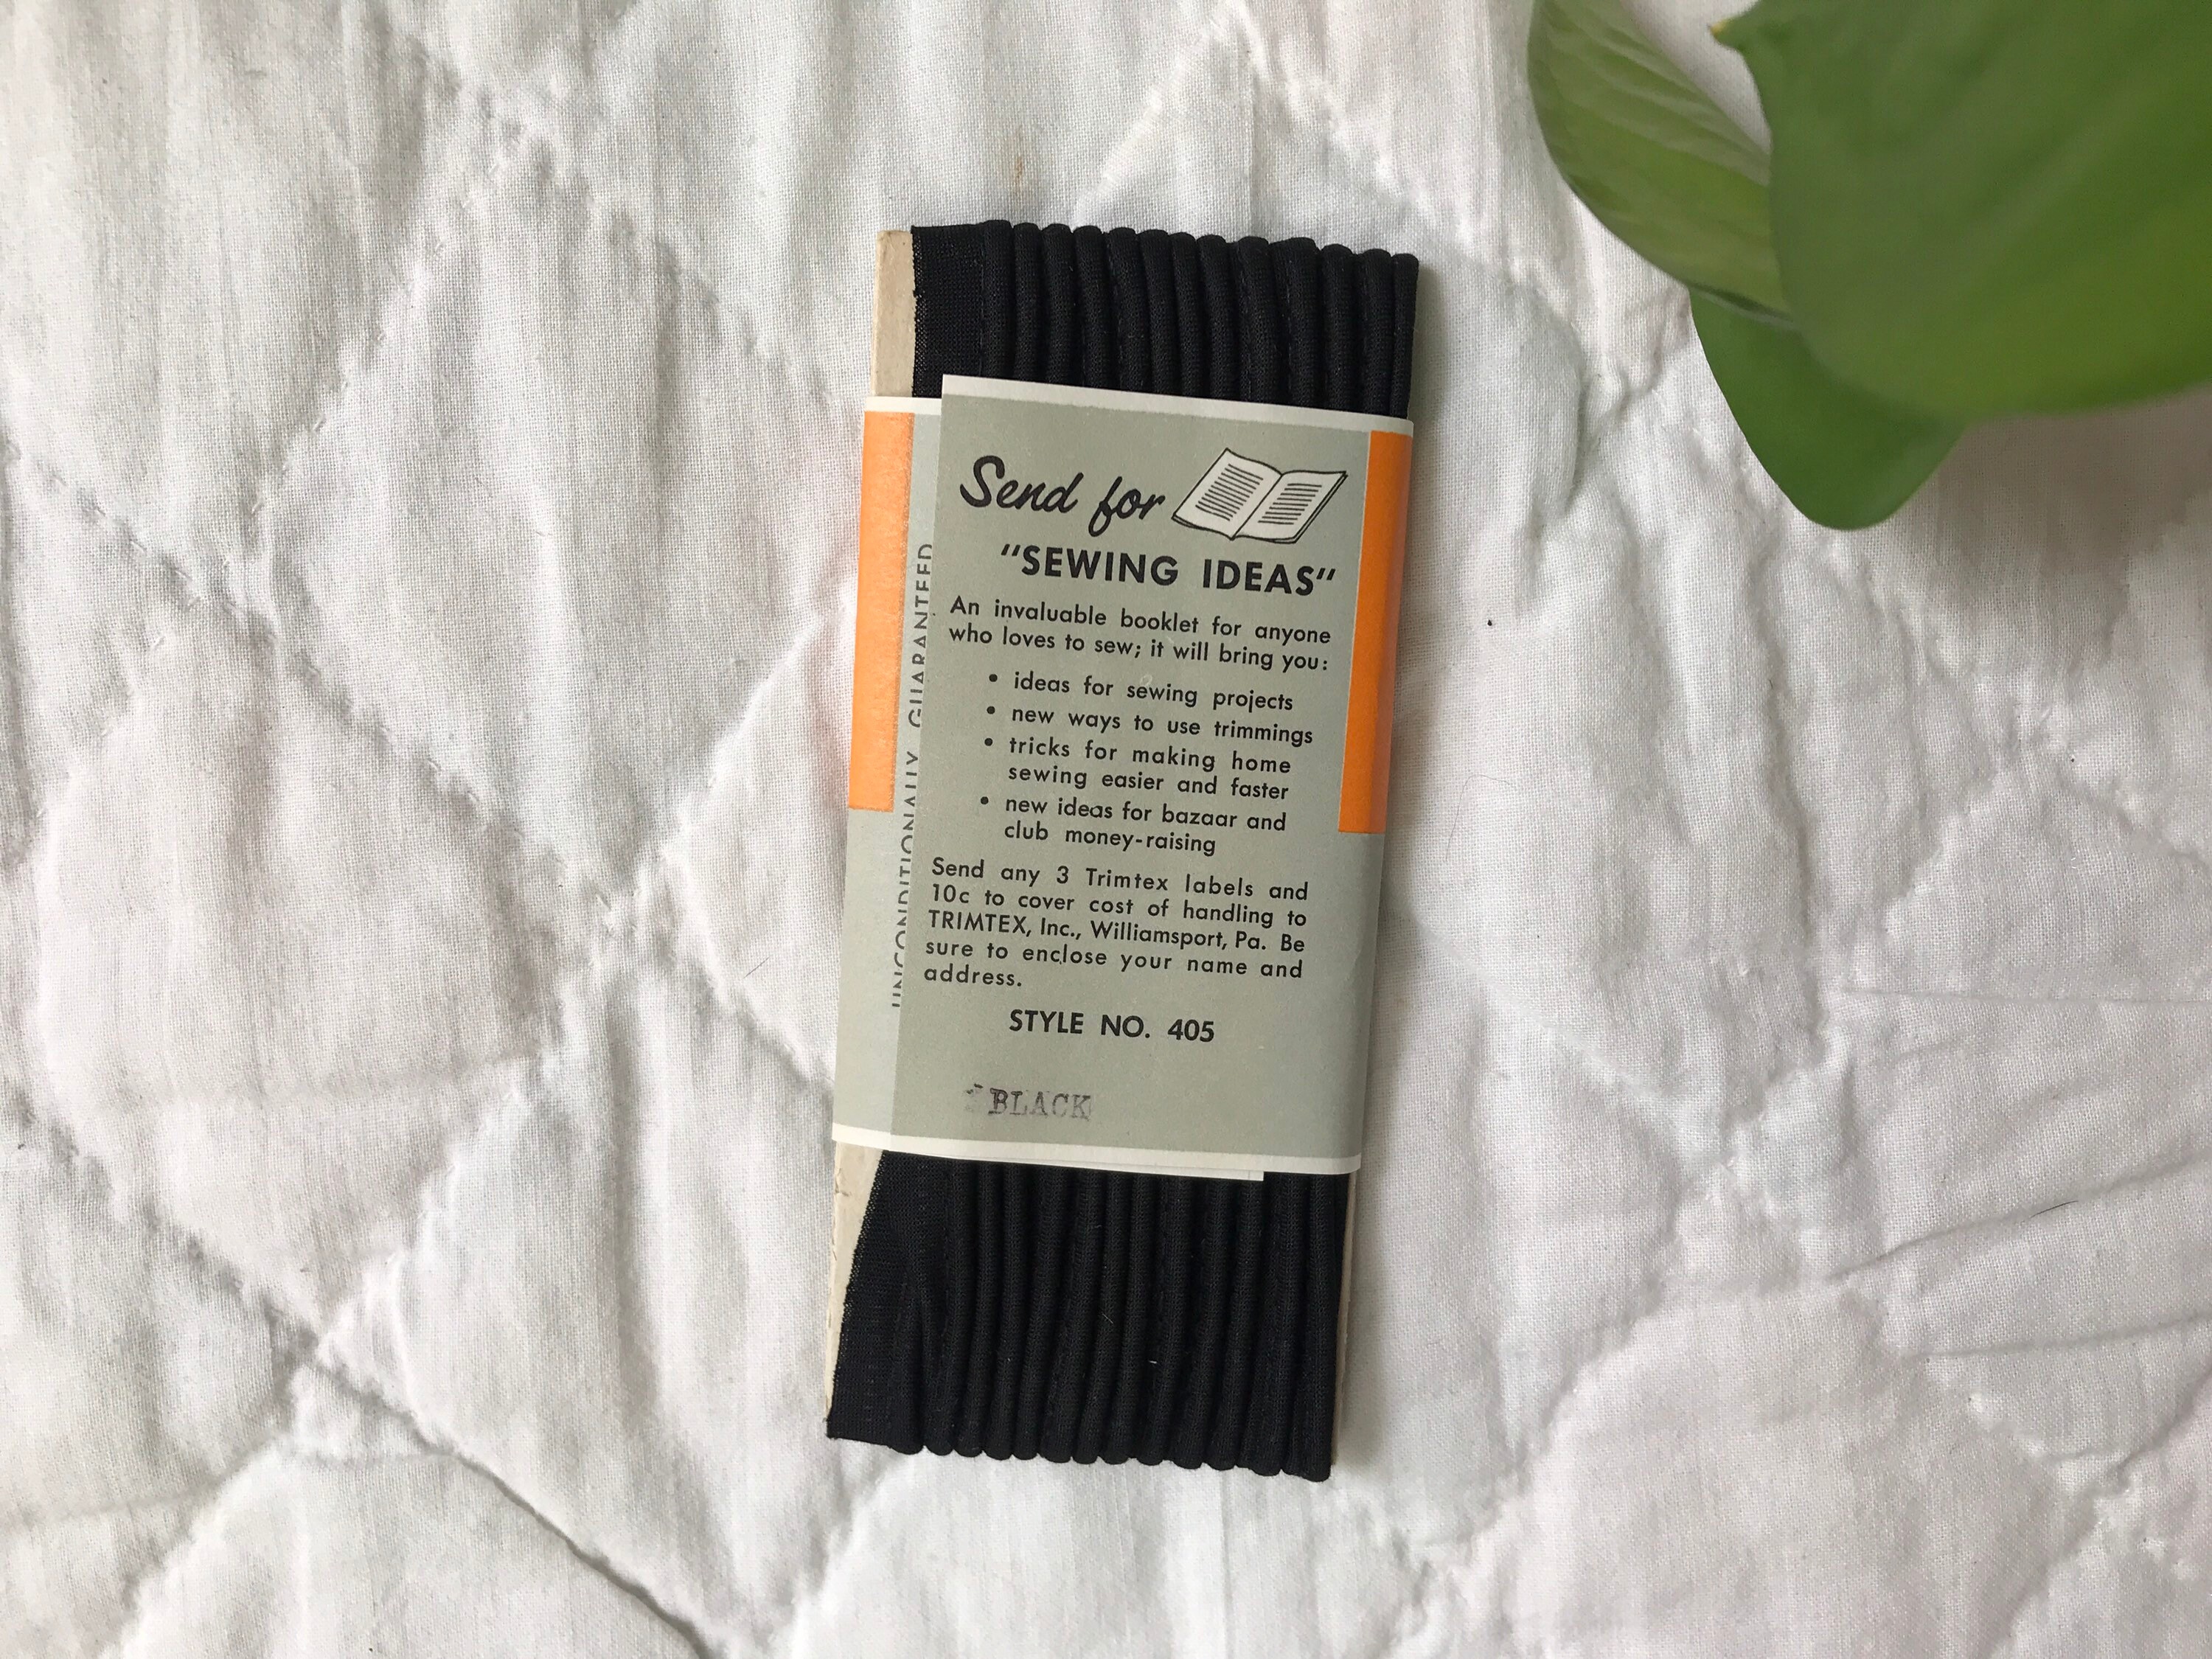 Send for
"SEWING IDEAS"
An invaluable booklet for anyone
who loves to sew; it will bring you:
• ideas for sewing projects
• new ways to use trimmings
• tricks for making home
sewing easier and faster
• new ideas for bazaar and
club money-raising
Send any 3 Trimtex labels and
10c to cover cost of handling to
TRIMTEX, Inc., Williamsport, Pa. Be
sure to enclose your name and
address.
STYLE NO. 405
BLACK
UNCONDITIONALLY GUARANTEED